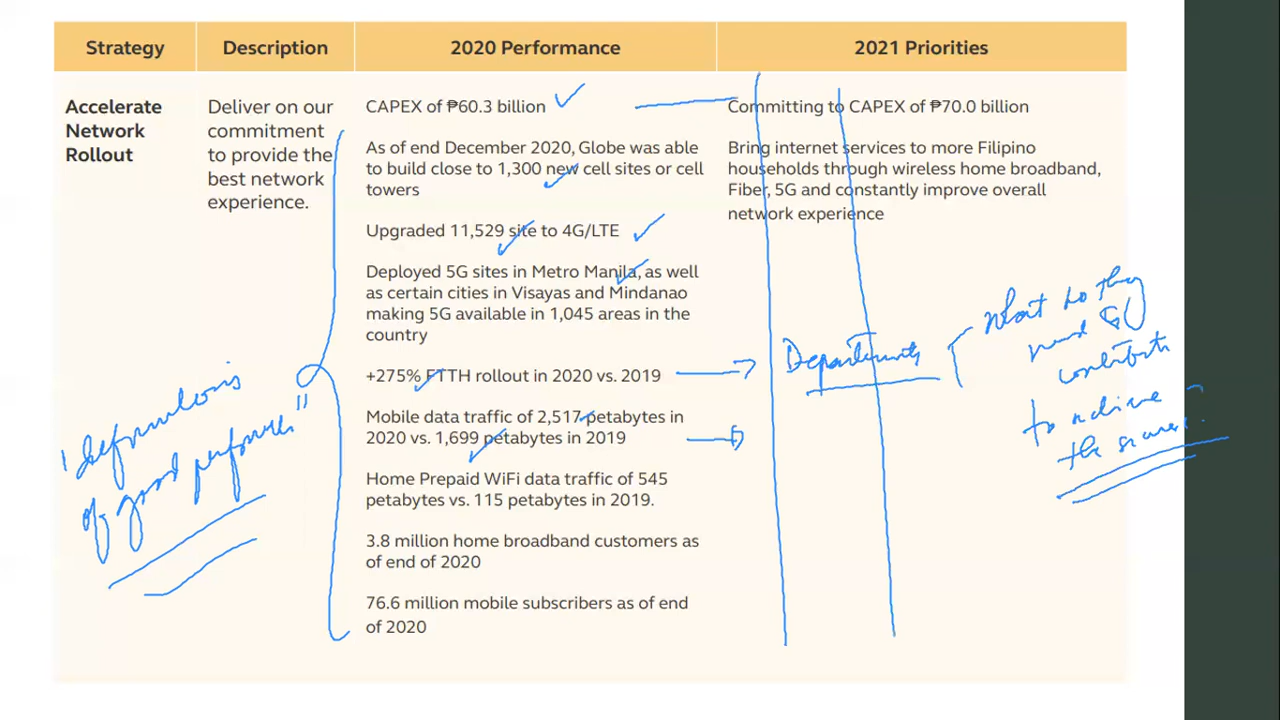 Strategy
Description
2020 Performance
2021 Priorities
Accelerate
Network
Rollout
Deliver on our
commitment
to provide the
best network
experience.
CAPEX of ₱60.3 billion
As of end December 2020, Globe was able
to build close to 1,300 new cell sites or cell
towers
Upgraded 11,529 site to 4G/LTE
Deployed 5G sites in Metro Manila, as well
as certain cities in Visayas and Mindanao
making 5G available in 1,045 areas in the
country
+275% FTTH rollout in 2020 vs. 2019
Mobile data traffic of 2,517 petabytes in
2020 vs. 1,699 petabytes in 2019
Home Prepaid WiFi data traffic of 545
petabytes vs. 115 petabytes in 2019.
3.8 million home broadband customers as
of end of 2020
76.6 million mobile subscribers as of end
of 2020
Committing to CAPEX of ₱70.0 billion
Bring internet services to more Filipino
households through wireless home broadband,
Fiber, 5G and constantly improve overall
network experience
"definitions
of good performance"
Departments
What do they
need to
contribute
to achieve
the